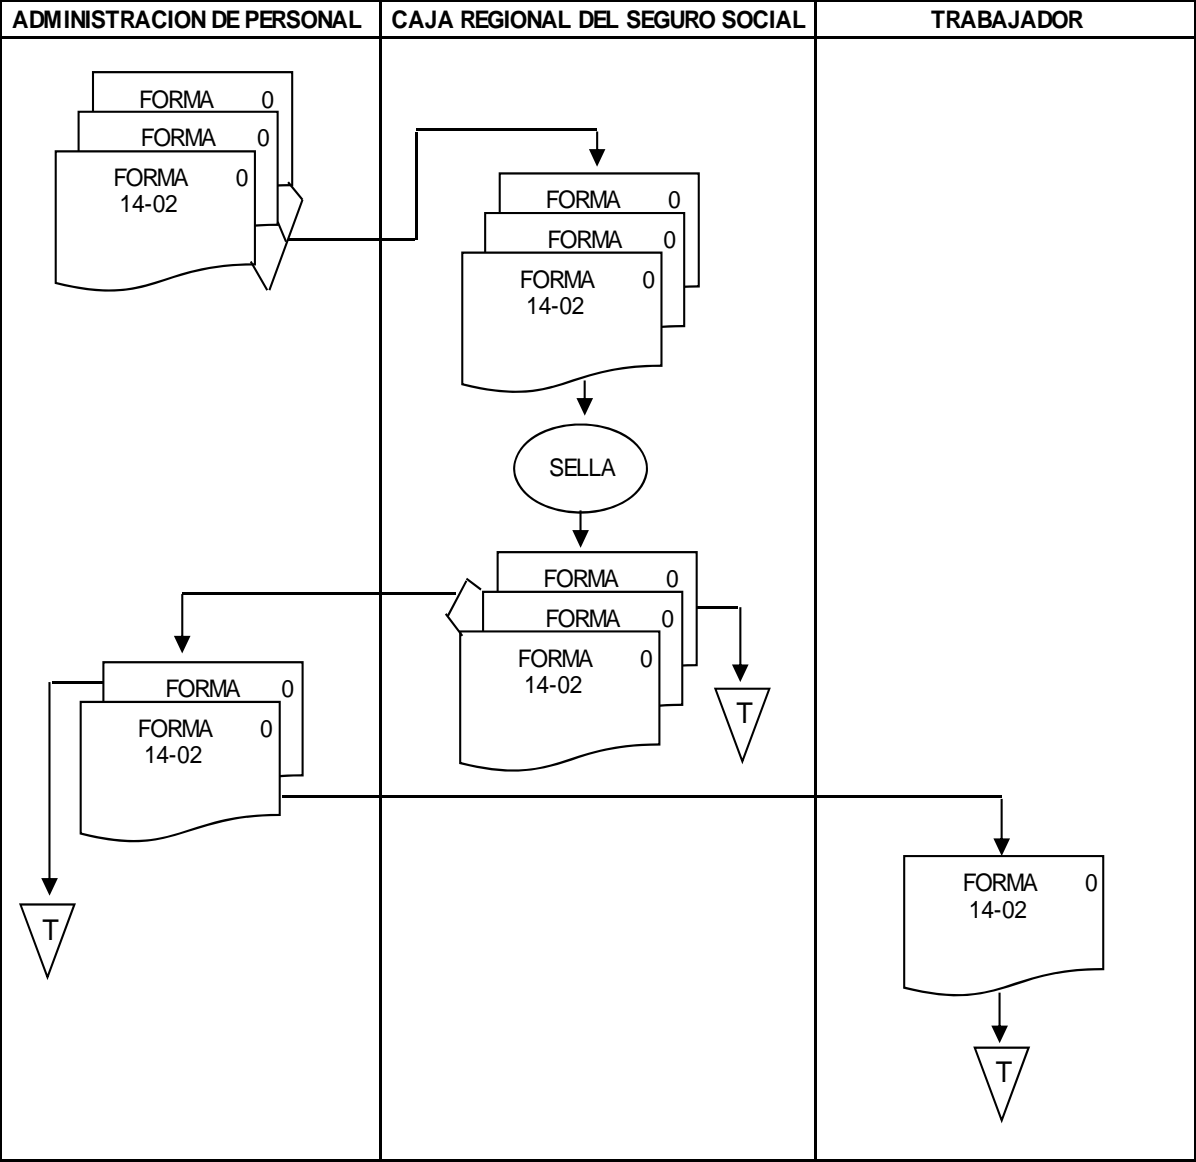 ADMINISTRACION DE PERSONAL
CAJA REGIONAL DEL SEGURO SOCIAL
TRABAJADOR
FORMA 0
FORMA 0
FORMA 0
14-02
FORMA 0
FORMA 0
FORMA 0
14-02
SELLA
FORMA 0
FORMA 0
FORMA 0
14-02
T
FORMA 0
FORMA 0
14-02
T
FORMA 0
14-02
T